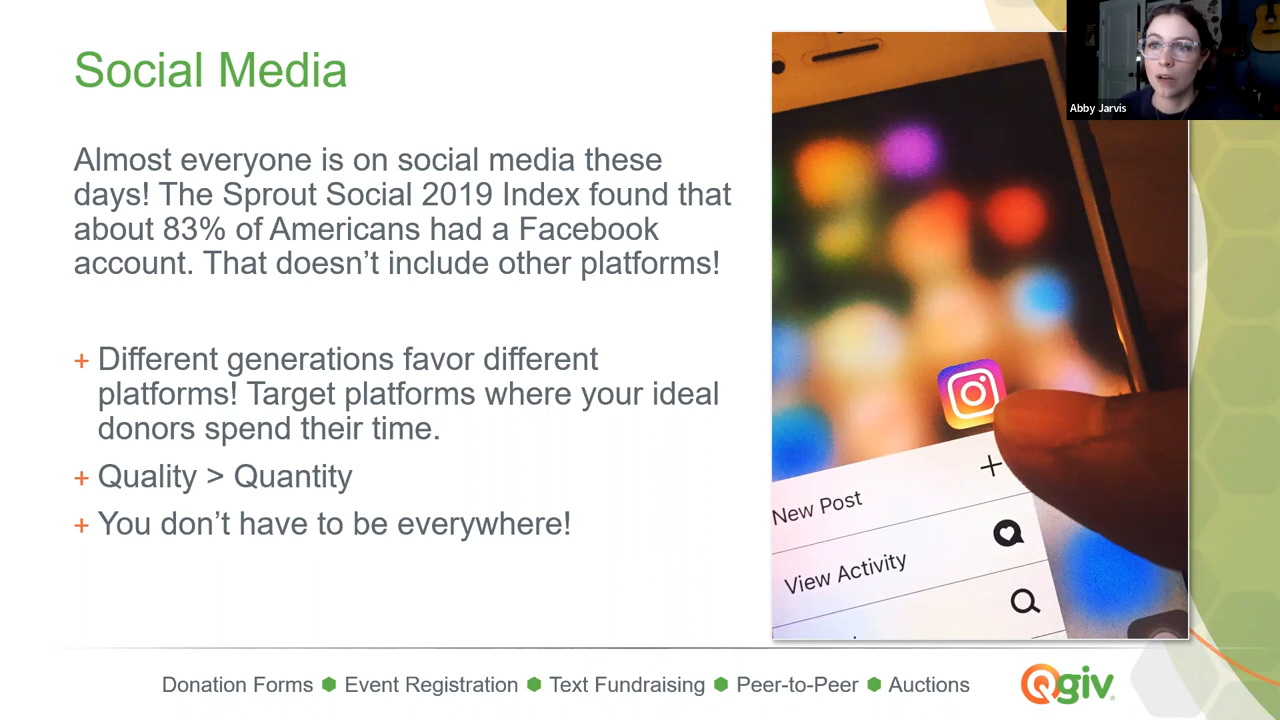 Social Media
Abby Jarvis
Almost everyone is on social media these
days! The Sprout Social 2019 Index found that
about 83% of Americans had a Facebook
account. That doesn't include other platforms!
+ Different generations favor different
platforms! Target platforms where your ideal
donors spend their time.
+ Quality > Quantity
+ You don't have to be everywhere!
New Post
View Activity
Donation Forms ⬢ Event Registration ⬢ Text Fundraising ⬢ Peer-to-Peer ⬢ Auctions
Qgiv